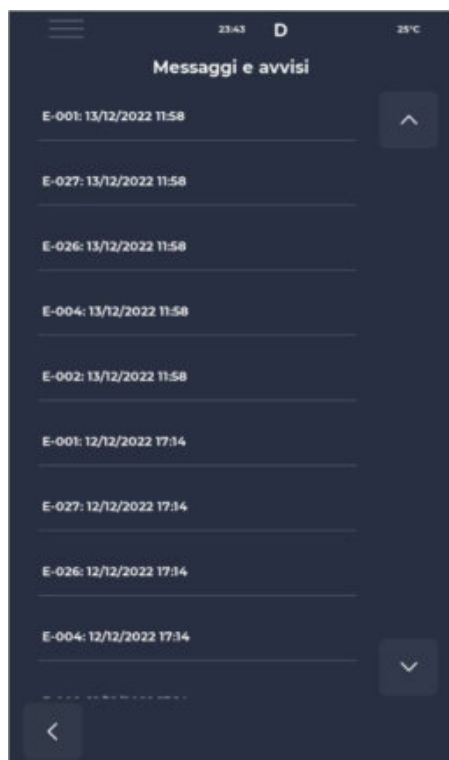 23:43 D 25°C
Messaggi e avvisi
E-001: 13/12/2022 11:58
E-027: 13/12/2022 11:58
E-026: 13/12/2022 11:58
E-004: 13/12/2022 11:58
E-002: 13/12/2022 11:58
E-001: 12/12/2022 17:14
E-027: 12/12/2022 17:14
E-026: 12/12/2022 17:14
E-004: 12/12/2022 17:14